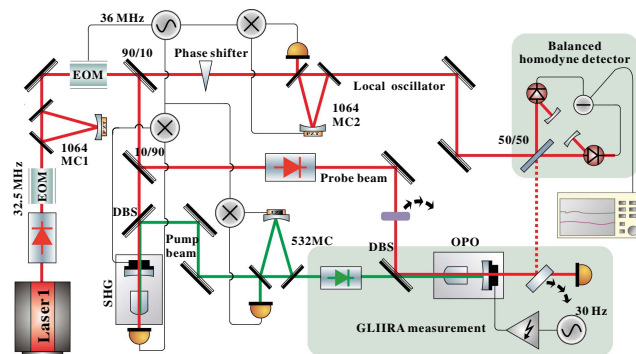 36 MHz
90/10
Phase shifter
Balanced
homodyne detector
EOM
Local oscillator
1064
MC2
PZT
1064
MC1
PZT
10/90
50/50
32.5 MHz
EOM
Probe beam
DBS
Pump
beam
532MC
DBS
OPO
SHG
Laser1
GLIIRA measurement
30 Hz